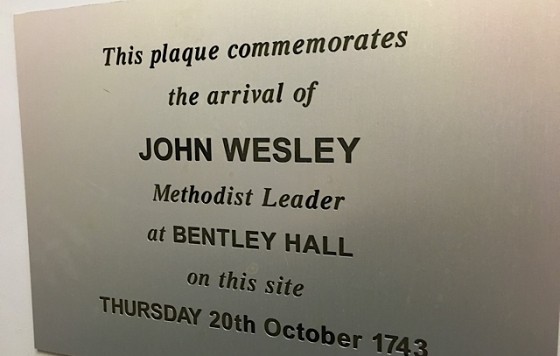 This plaque commemorates
the arrival of
JOHN WESLEY
Methodist Leader
at BENTLEY HALL
on this site
THURSDAY 20th October 1743